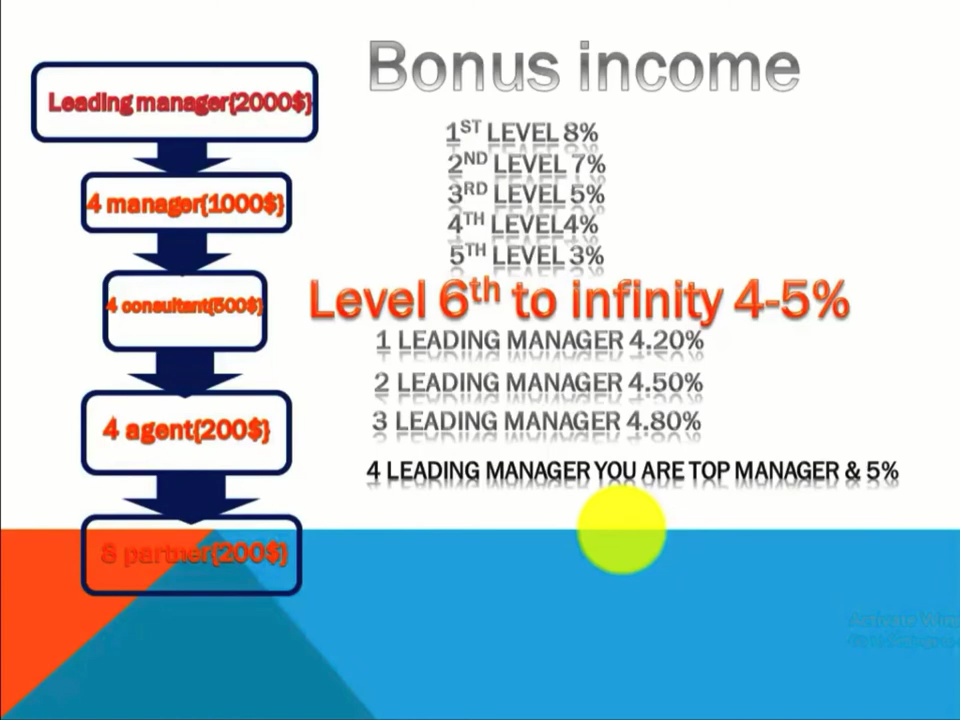 Bonus income
Leading manager{2000$}
4 manager{1000$}
4 consultant{500$}
4 agent{200$}
8 partner{200$}
1ST LEVEL 8%
2ND LEVEL 7%
3RD LEVEL 5%
4TH LEVEL4%
5TH LEVEL 3%
Level 6th to infinity 4-5%
1 LEADING MANAGER 4.20%
2 LEADING MANAGER 4.50%
3 LEADING MANAGER 4.80%
4 LEADING MANAGER YOU ARE TOP MANAGER & 5%